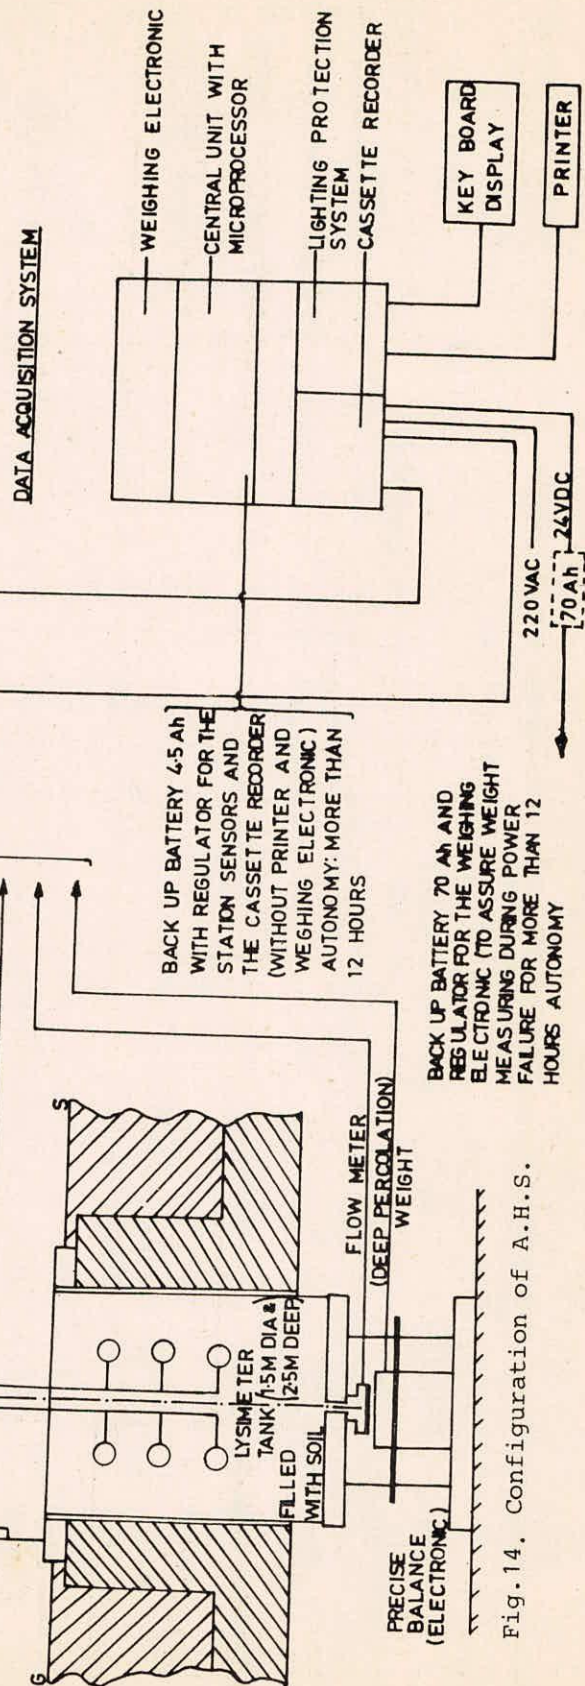 DATA ACQUISITION SYSTEM
WEIGHING ELECTRONIC
CENTRAL UNIT WITH
MICROPROCESSOR
LIGHTING PROTECTION
SYSTEM
CASSETTE RECORDER
KEY BOARD
DISPLAY
PRINTER
220VAC
24VDC
70 Ah
BACK UP BATTERY 4.5 Ah
WITH REGULATOR FOR THE
STATION SENSORS AND
THE CASSETTE RECORDER
(WITHOUT PRINTER AND
WEGHING ELECTRONIC)
AUTONOMY: MORE THAN
12 HOURS
BACK UP BATTERY 70 Ah AND
REGULATOR FOR THE WEIGHING
ELECTRONIC (TO ASSURE WEIGHT
MEASURING DURING POWER
FAILURE FOR MORE THAN 12
HOURS AUTONOMY
G
S
LYSIMETER
TANK (1.5M DIA &
2.5M DEEP)
FILLED
WITH SOIL
FLOW METER
(DEEP PERCOLATION)
WEIGHT
PRECISE
BALANCE
(ELECTRONIC)
Fig.14. Configuration of A.H.S.